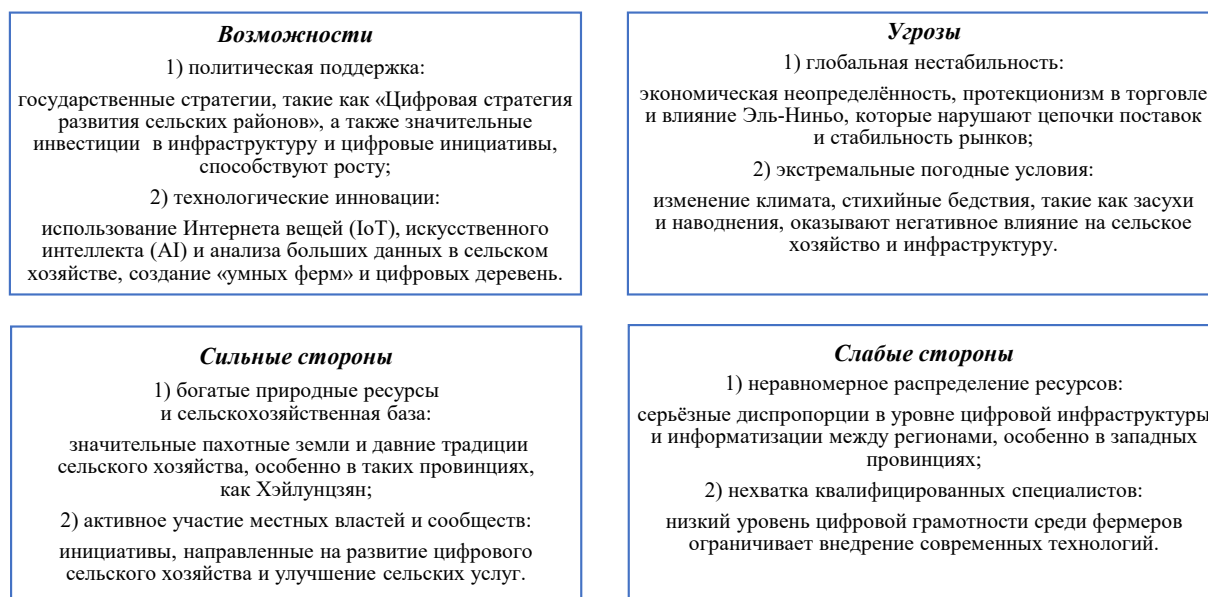 Возможности
1) политическая поддержка:
государственные стратегии, такие как «Цифровая стратегия
развития сельских районов», а также значительные
инвестиции в инфраструктуру и цифровые инициативы,
способствуют росту;
2) технологические инновации:
использование Интернета вещей (IoT), искусственного
интеллекта (AI) и анализа больших данных в сельском
хозяйстве, создание «умных ферм» и цифровых деревень.
Угрозы
1) глобальная нестабильность:
экономическая неопределённость, протекционизм в торговле
и влияние Эль-Ниньо, которые нарушают цепочки поставок
и стабильность рынков;
2) экстремальные погодные условия:
изменение климата, стихийные бедствия, такие как засухи
и наводнения, оказывают негативное влияние на сельское
хозяйство и инфраструктуру.
Сильные стороны
1) богатые природные ресурсы
и сельскохозяйственная база:
значительные пахотные земли и давние традиции
сельского хозяйства, особенно в таких провинциях,
как Хэйлунцзян;
2) активное участие местных властей и сообществ:
инициативы, направленные на развитие цифрового
сельского хозяйства и улучшение сельских услуг.
Слабые стороны
1) неравномерное распределение ресурсов:
серьёзные диспропорции в уровне цифровой инфраструктуры
и информатизации между регионами, особенно в западных
провинциях;
2) нехватка квалифицированных специалистов:
низкий уровень цифровой грамотности среди фермеров
ограничивает внедрение современных технологий.